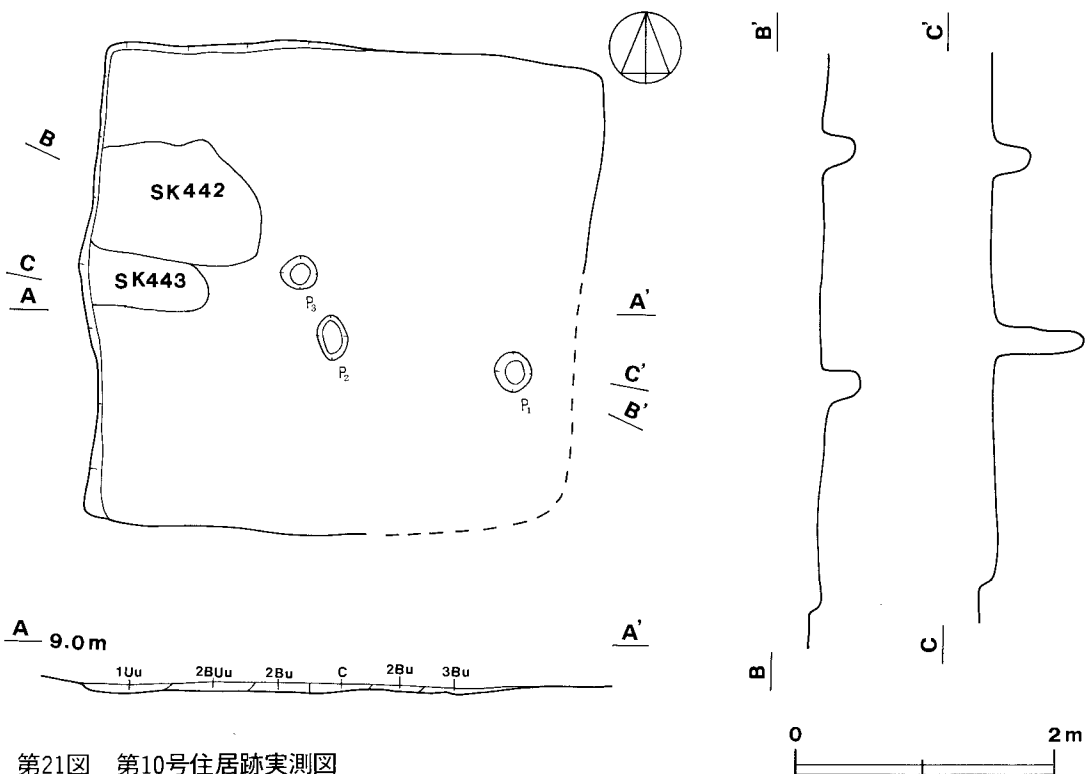 B' C'
B
SK442
C
SK443
A A'
P₃
P₂
C'
P₁ B'
A 9.0m A'
1Uu 2BUu 2Bu C 2Bu 3Bu
B C
0 2m
第21図 第10号住居跡実測図